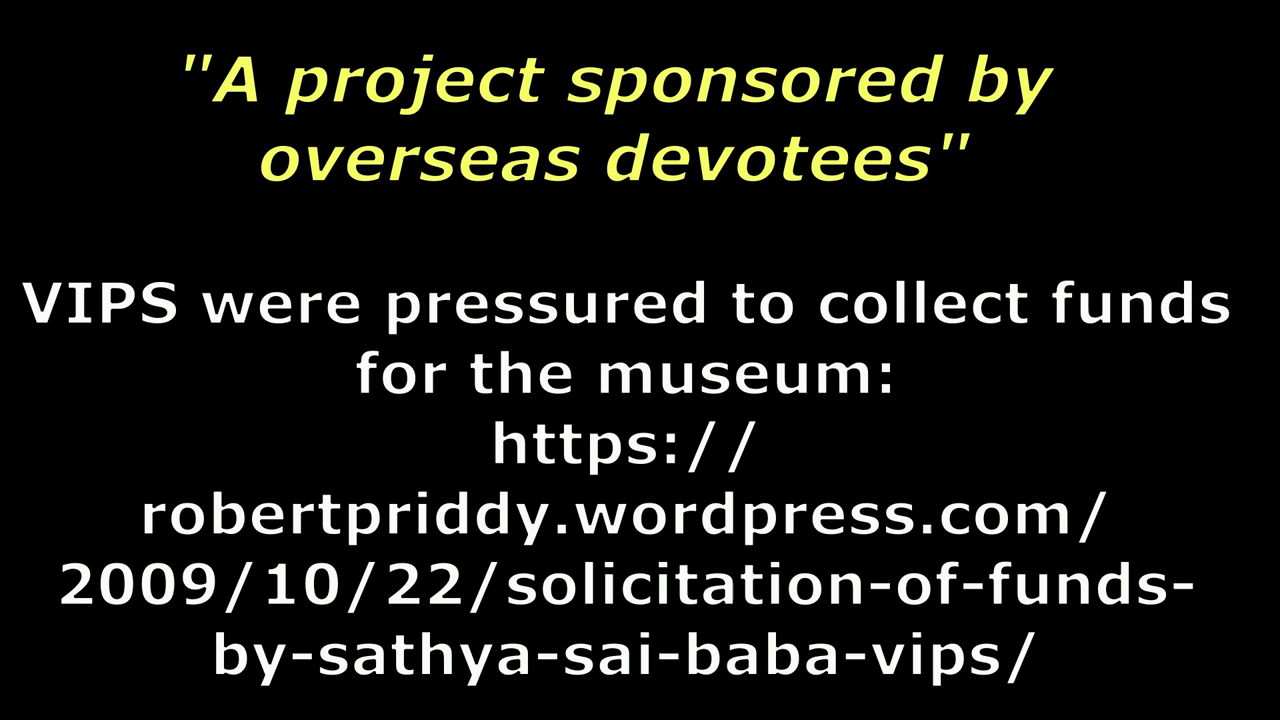 "A project sponsored by
overseas devotees"
VIPS were pressured to collect funds
for the museum:
https://
robertpriddy.wordpress.com/
2009/10/22/solicitation-of-funds-
by-sathya-sai-baba-vips/